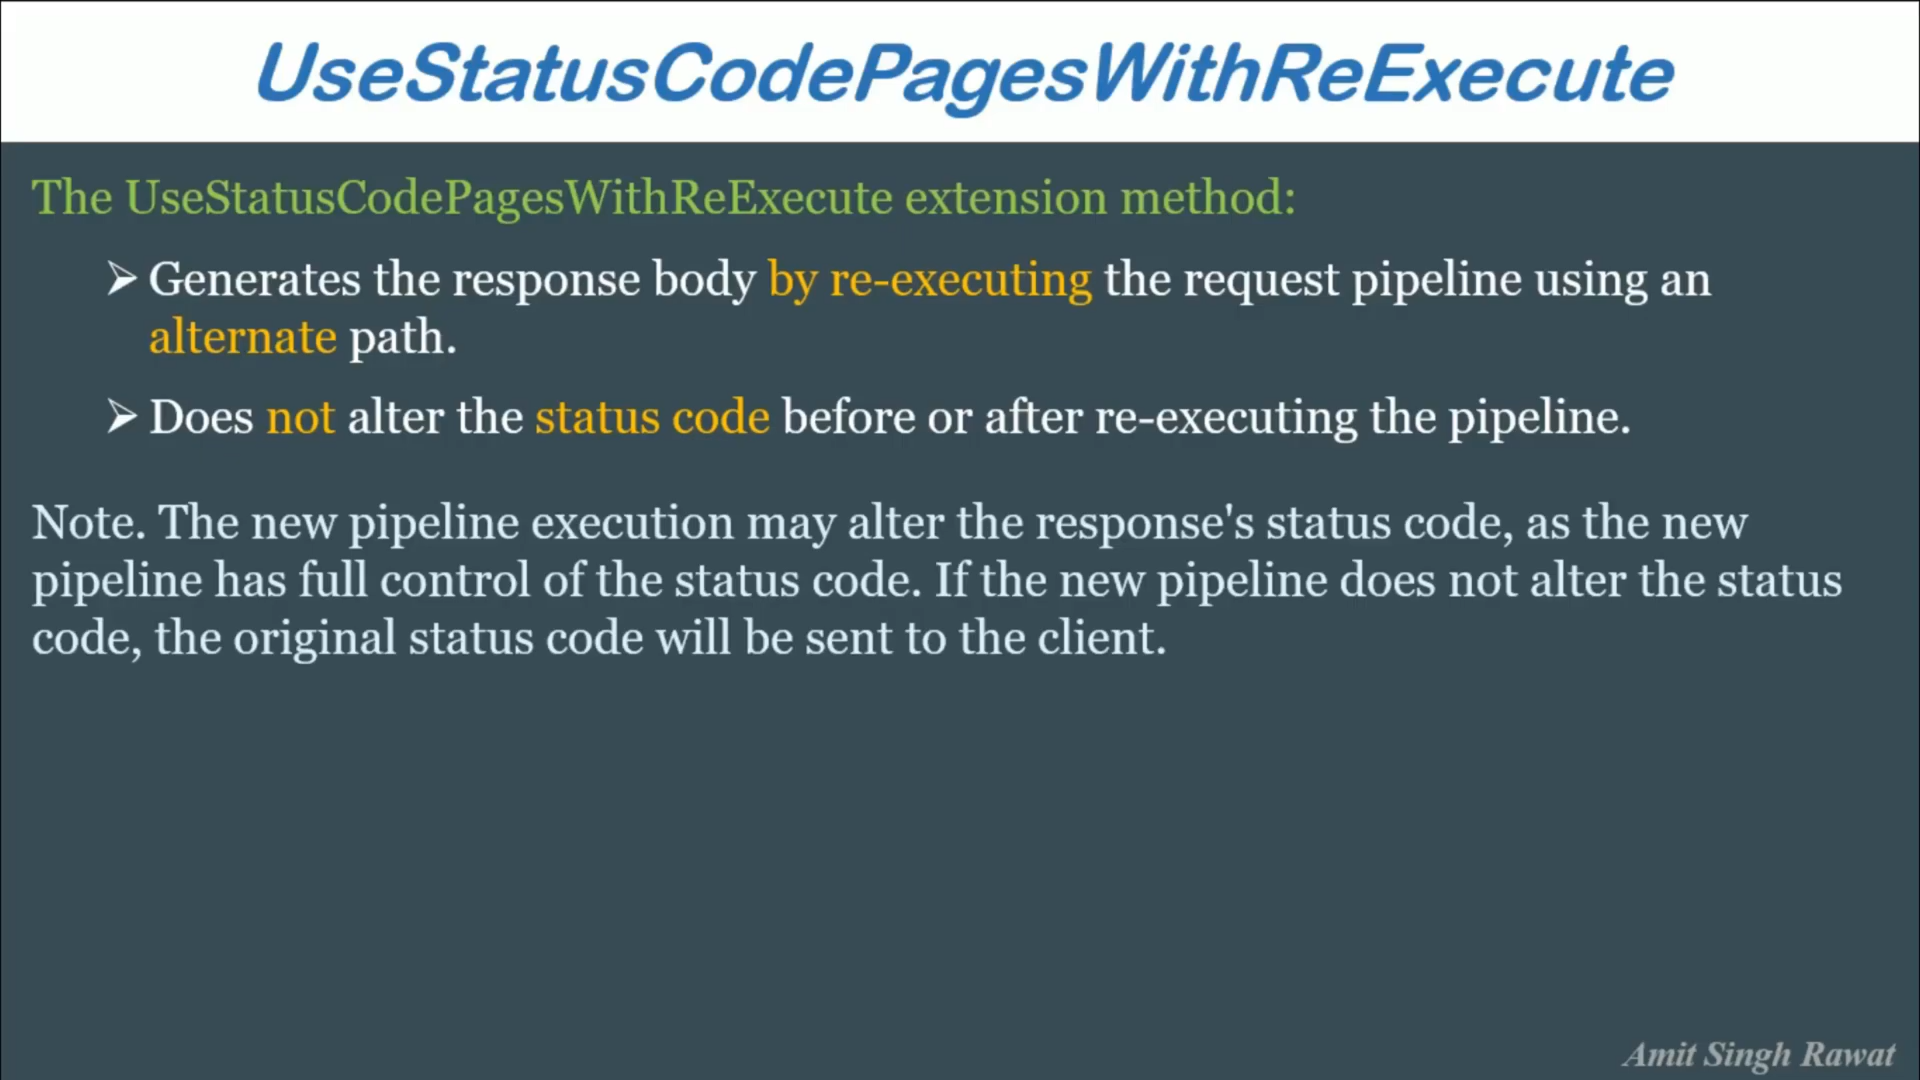 UseStatusCodePagesWithReExecute
The UseStatusCodePagesWithReExecute extension method:
➢ Generates the response body by re-executing the request pipeline using an
alternate path.
➢ Does not alter the status code before or after re-executing the pipeline.
Note. The new pipeline execution may alter the response's status code, as the new
pipeline has full control of the status code. If the new pipeline does not alter the status
code, the original status code will be sent to the client.
Amit Singh Rawat